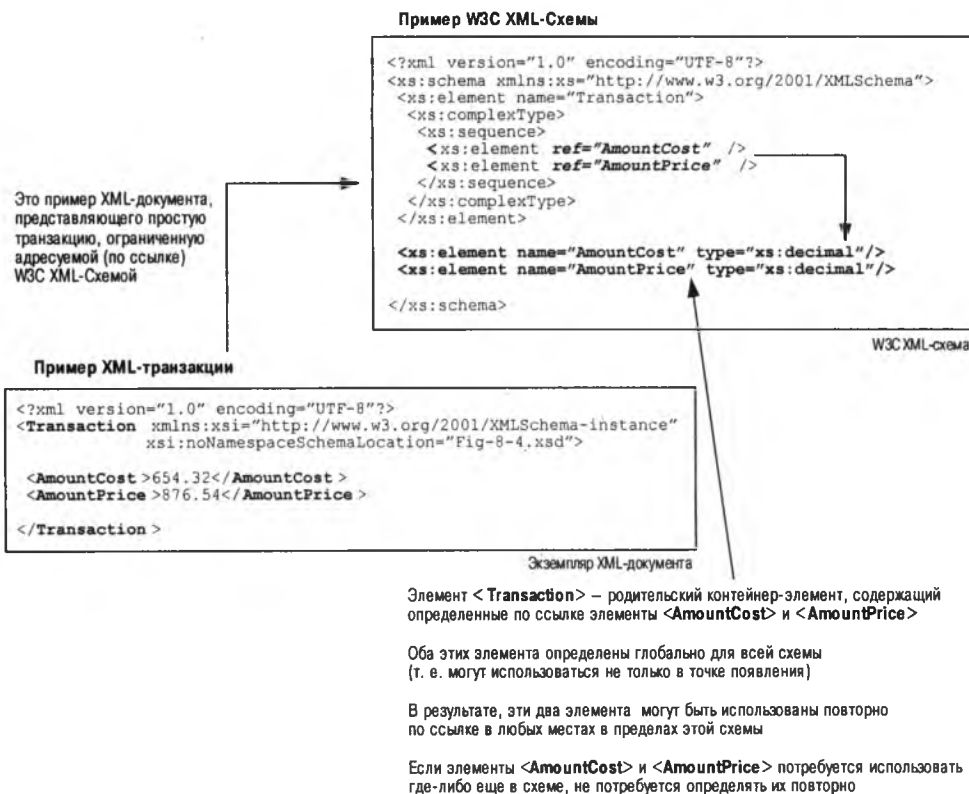 Пример W3C XML-Схемы
<?xml version="1.0" encoding="UTF-8"?>
<xs:schema xmlns:xs="http://www.w3.org/2001/XMLSchema">
<xs:element name="Transaction">
<xs:complexType>
<xs:sequence>
<xs:element ref="AmountCost" />
<xs:element ref="AmountPrice" />
</xs:sequence>
</xs:complexType>
</xs:element>
<xs:element name="AmountCost" type="xs:decimal"/>
<xs:element name="AmountPrice" type="xs:decimal"/>
</xs:schema>
W3C XML-схема
Это пример XML-документа,
представляющего простую
транзакцию, ограниченную
адресуемой (по ссылке)
W3C XML-Схемой
Пример XML-транзакции
<?xml version="1.0" encoding="UTF-8"?>
<Transaction xmlns:xsi="http://www.w3.org/2001/XMLSchema-instance"
xsi:noNamespaceSchemaLocation="Fig-8-4.xsd">
<AmountCost >654.32</AmountCost >
<AmountPrice >876.54</AmountPrice >
</Transaction >
Экземпляр XML-документа
Элемент < Transaction> – родительский контейнер-элемент, содержащий
определенные по ссылке элементы <AmountCost> и <AmountPrice>
Оба этих элемента определены глобально для всей схемы
(т. е. могут использоваться не только в точке появления)
В результате, эти два элемента могут быть использованы повторно
по ссылке в любых местах в пределах этой схемы
Если элементы <AmountCost> и <AmountPrice> потребуется использовать
где-либо еще в схеме, не потребуется определять их повторно